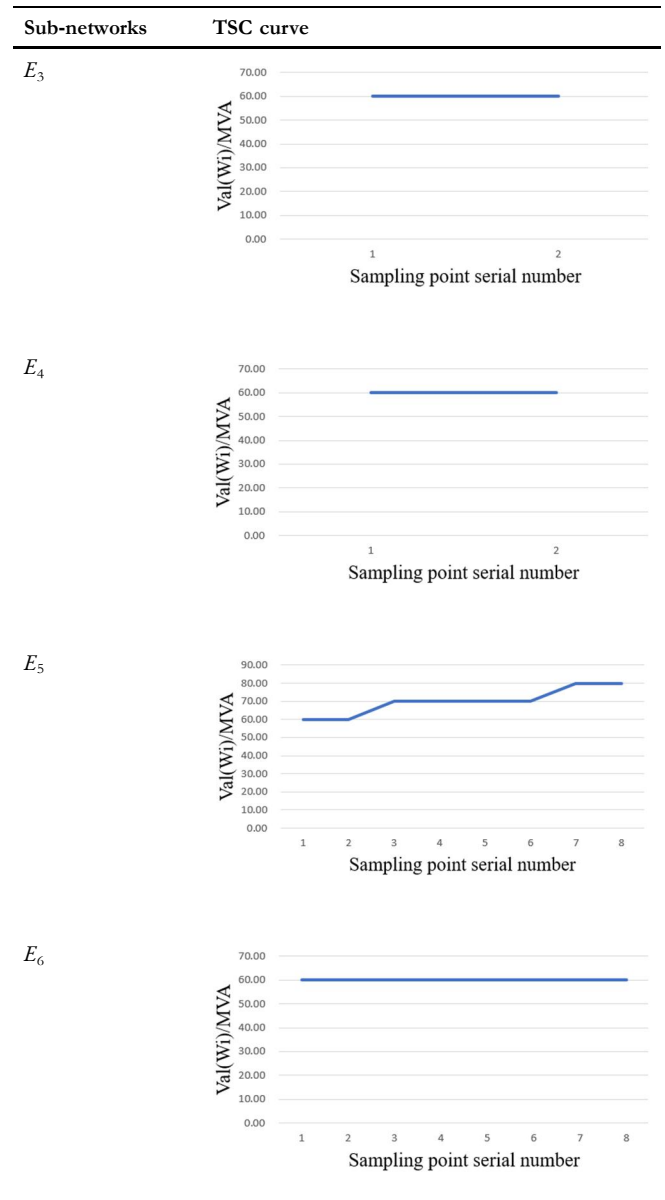 Sub-networks TSC curve
E₃
Val(Wi)/MVA
70.00
60.00
50.00
40.00
30.00
20.00
10.00
0.00
1 2
Sampling point serial number
E₄
Val(Wi)/MVA
70.00
60.00
50.00
40.00
30.00
20.00
10.00
0.00
1 2
Sampling point serial number
E₅
Val(Wi)/MVA
90.00
80.00
70.00
60.00
50.00
40.00
30.00
20.00
10.00
0.00
1 2 3 4 5 6 7 8
Sampling point serial number
E₆
Val(Wi)/MVA
70.00
60.00
50.00
40.00
30.00
20.00
10.00
0.00
1 2 3 4 5 6 7 8
Sampling point serial number